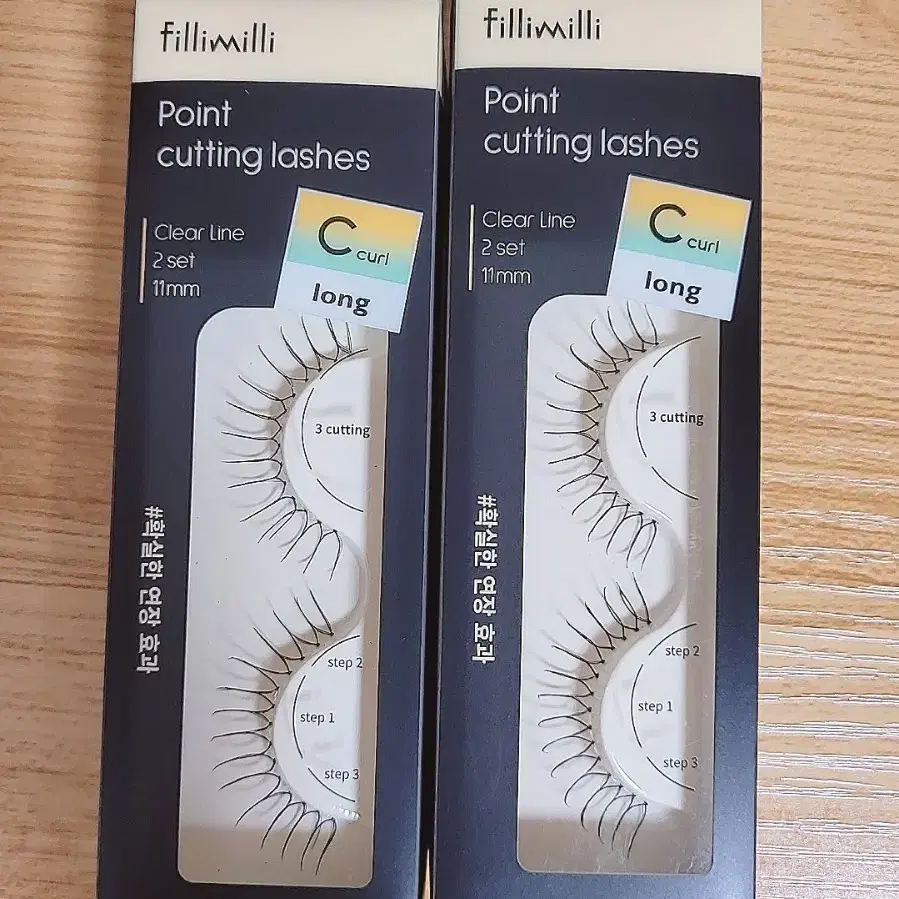 fillimilli
Point
cutting lashes
Clear Line
2 set
11mm
C curl
long
3 cutting
step 2
step 1
step 3
#확실한 연장 효과
fillimilli
Point
cutting lashes
Clear Line
2 set
11mm
C curl
long
3 cutting
step 2
step 1
step 3
#확실한 연장 효과